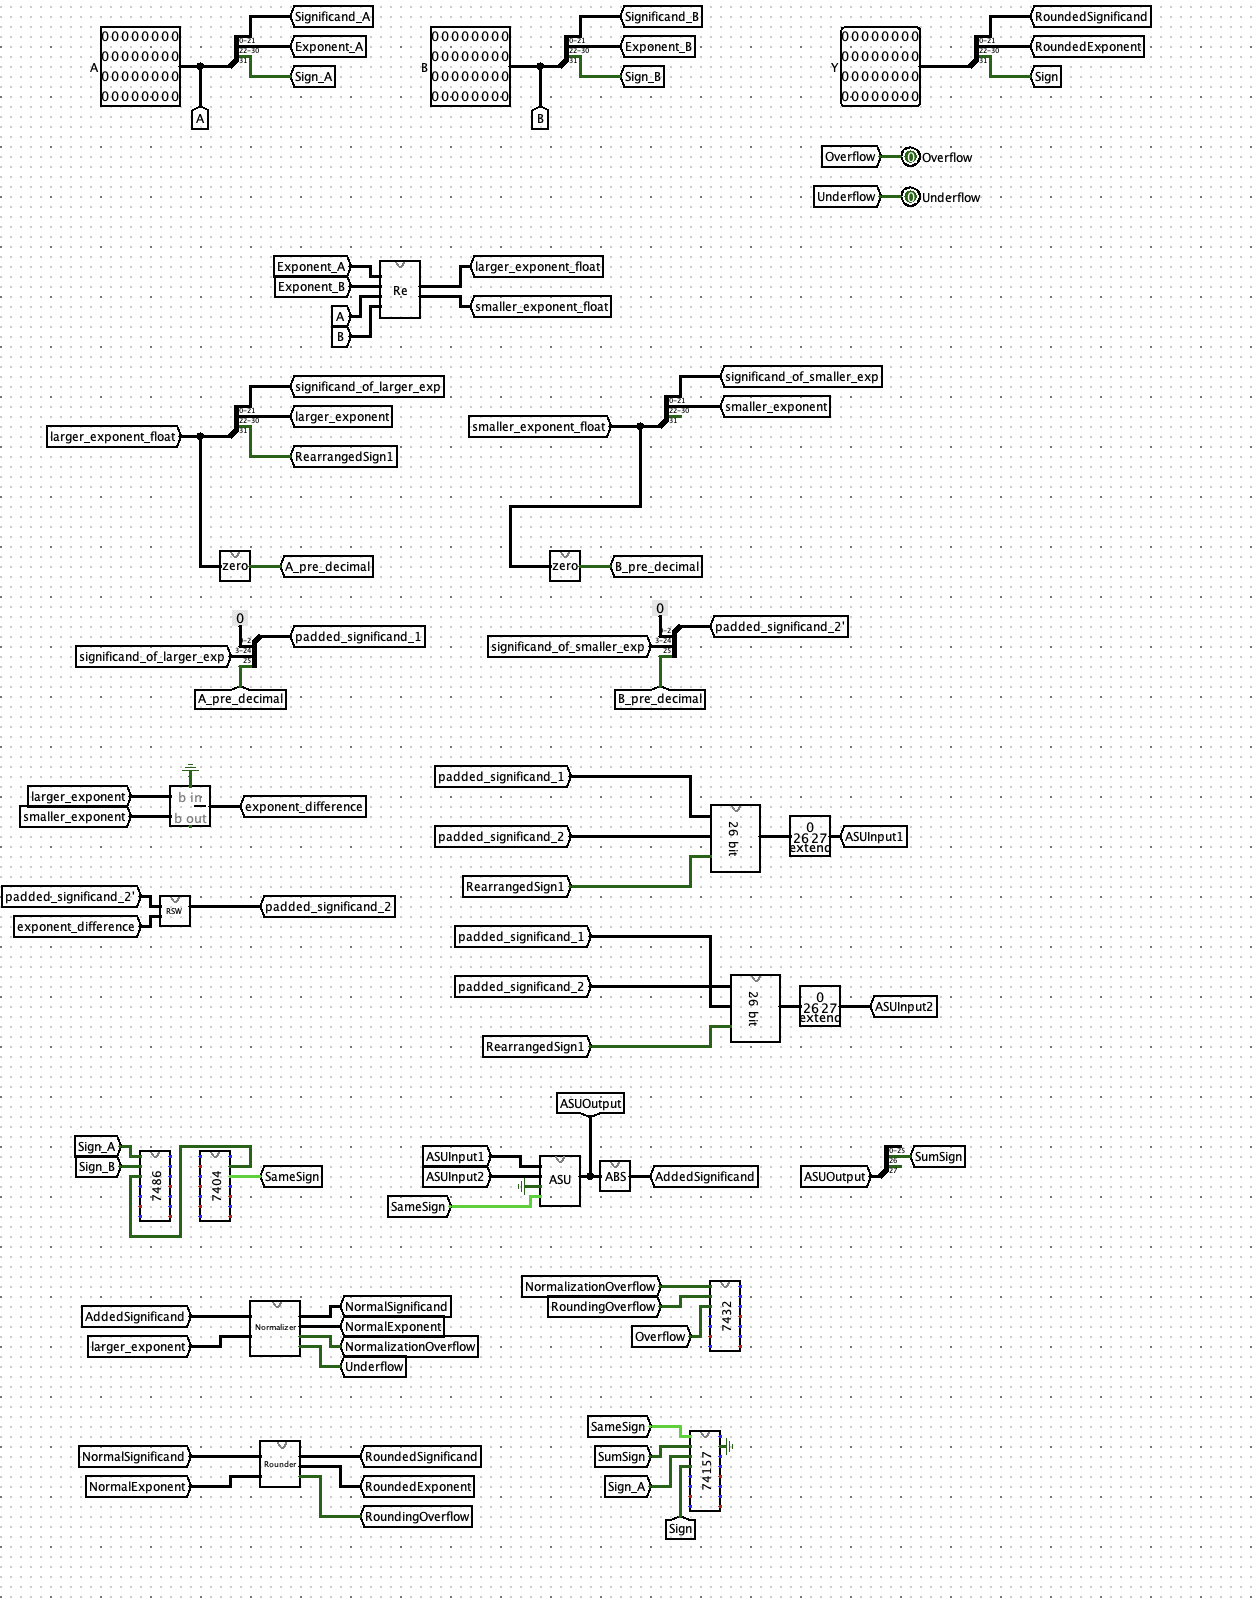 Significand_A
Exponent_A
Sign_A
0-21
22-30
31
A
00000000
00000000
00000000
00000000
A
Significand_B
Exponent_B
Sign_B
0-21
22-30
31
B
00000000
00000000
00000000
00000000
B
RoundedSignificand
RoundedExponent
Sign
0-21
22-30
31
Y
00000000
00000000
00000000
00000000
Overflow Overflow
Underflow Underflow
Exponent_A
Exponent_B
A
B
Re
larger_exponent_float
smaller_exponent_float
significand_of_larger_exp
larger_exponent
RearrangedSign1
0-21
22-30
31
larger_exponent_float
zero
A_pre_decimal
significand_of_smaller_exp
smaller_exponent
0-21
22-30
31
smaller_exponent_float
zero
B_pre_decimal
0
0-2
3-24
25
padded_significand_1
significand_of_larger_exp
A_pre_decimal
0
0-2
3-24
25
padded_significand_2'
significand_of_smaller_exp
B_pre_decimal
larger_exponent
smaller_exponent
b in
b out
exponent_difference
padded_significand_1
padded_significand_2
RearrangedSign1
26 bit
0
26 27
extend
ASUInput1
padded_significand_2'
exponent_difference
RSW
padded_significand_2
padded_significand_1
padded_significand_2
RearrangedSign1
26 bit
0
26 27
extend
ASUInput2
Sign_A
Sign_B
7486
7404
SameSign
ASUOutput
ASUInput1
ASUInput2
SameSign
ASU
ABS
AddedSignificand
ASUOutput
0-25
26
27
SumSign
AddedSignificand
larger_exponent
Normalizer
NormalSignificand
NormalExponent
NormalizationOverflow
Underflow
NormalizationOverflow
RoundingOverflow
Overflow
7432
NormalSignificand
NormalExponent
Rounder
RoundedSignificand
RoundedExponent
RoundingOverflow
SameSign
SumSign
Sign_A
Sign
74157